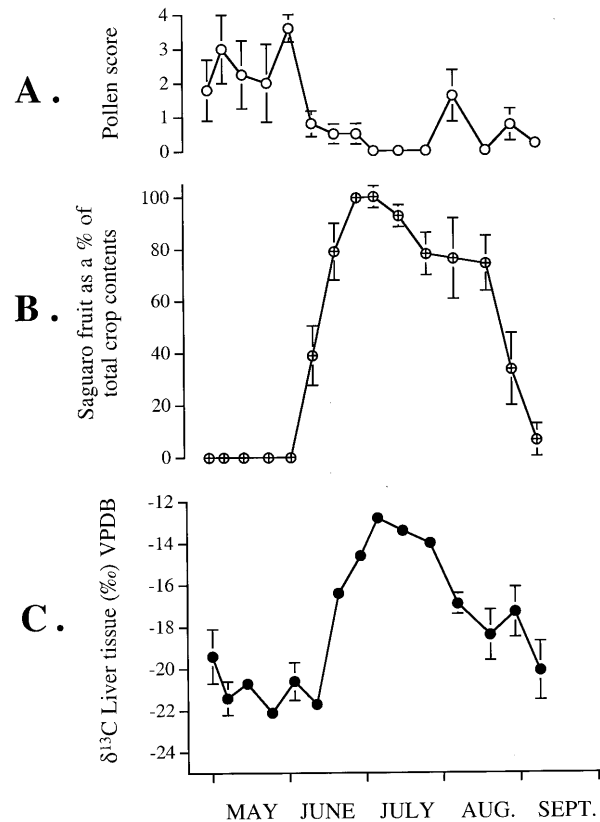 A.
Pollen score
4
3
2
1
0
B.
Saguaro fruit as a % of
total crop contents
100
80
60
40
20
0
C.
δ¹³C Liver tissue (‰) VPDB
-12
-14
-16
-18
-20
-22
-24
MAY JUNE JULY AUG. SEPT.